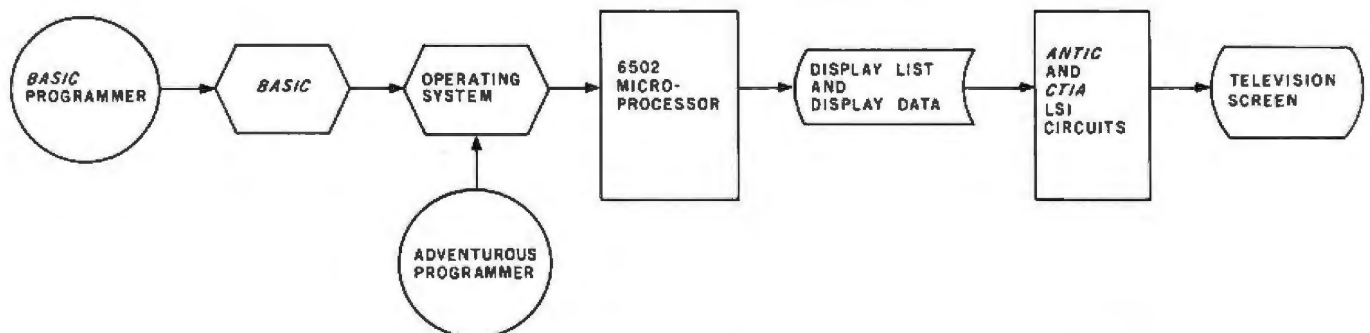 BASIC
PROGRAMMER
BASIC
OPERATING
SYSTEM
6502
MICRO-
PROCESSOR
DISPLAY LIST
AND
DISPLAY DATA
ANTIC
AND
CTIA
LSI
CIRCUITS
TELEVISION
SCREEN
ADVENTUROUS
PROGRAMMER